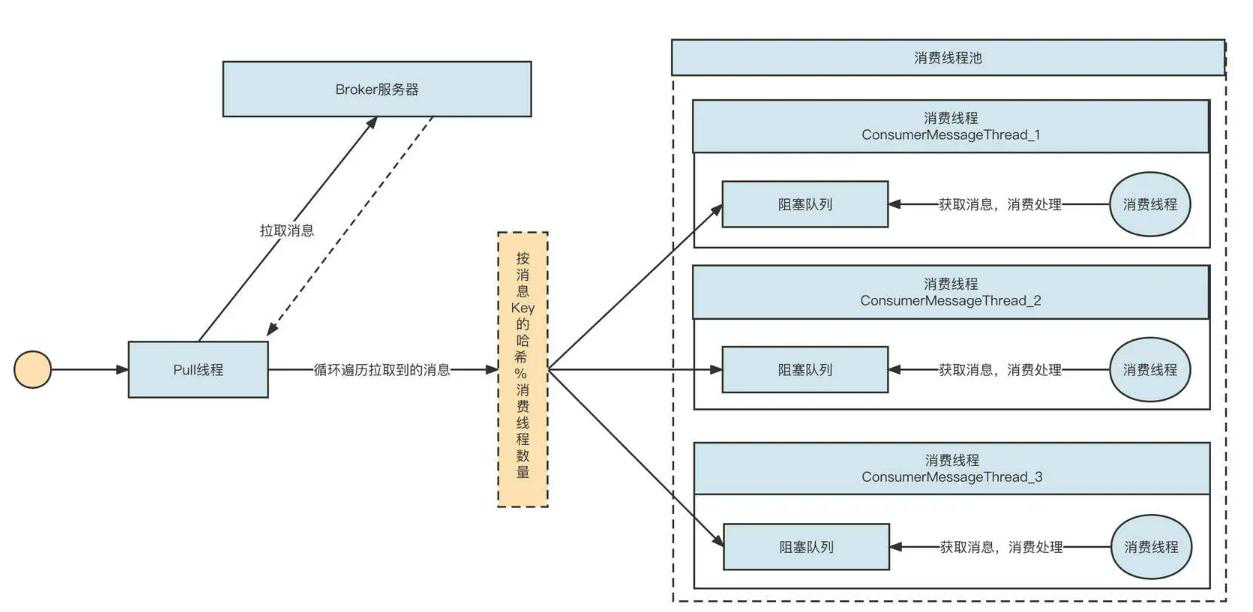 消费线程池
Broker服务器
消费线程
ConsumerMessageThread_1
阻塞队列
获取消息，消费处理
消费线程
拉取消息
按
消
息
Key
的
哈
希
%
消
费
线
程
数
量
消费线程
ConsumerMessageThread_2
Pull线程
循环遍历拉取到的消息
阻塞队列
获取消息，消费处理
消费线程
消费线程
ConsumerMessageThread_3
阻塞队列
获取消息，消费处理
消费线程